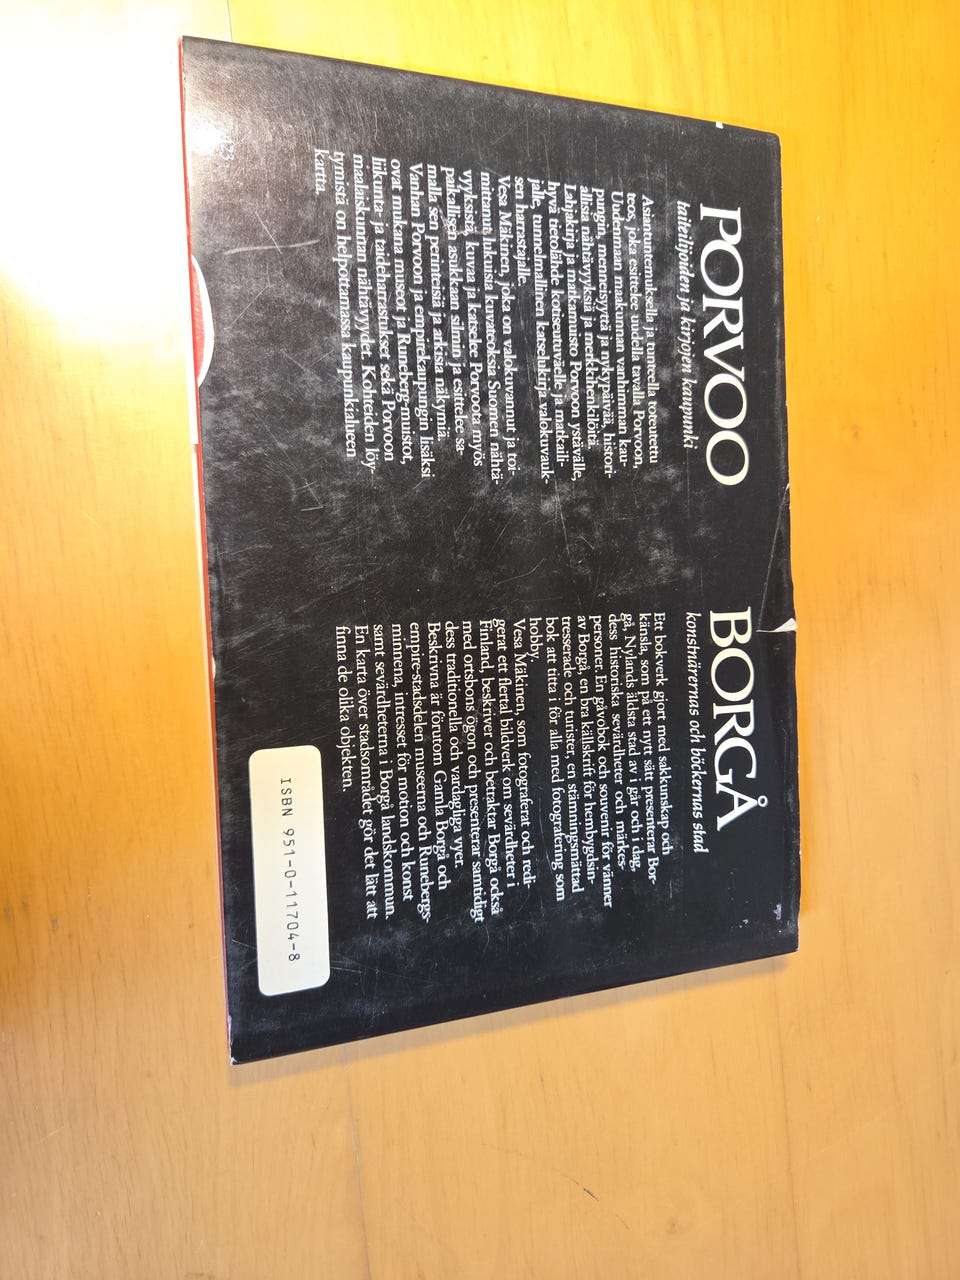 PORVOO
taiteilijoiden ja kirjojen kaupunki
Asiantuntemuksella ja tunteella toteutettu
teos, joka esittelee uudella tavalla Porvoon,
Uudenmaan maakunnan vanhimman kau-
pungin, menneisyyttä ja nykypäivää, histori-
allisia nähtävyyksiä ja merkkihenkilöitä.
Lahjakirja ja matkamuisto Porvoon ystävälle,
hyvä tietolähde kotiseutuväelle ja matkaili-
jalle, tunnelmallinen katselukirja valokuvauk-
sen harrastajalle.
Vesa Mäkinen, joka on valokuvannut ja toi-
mittanut lukuisia kuvateoksia Suomen nähtä-
vyyksistä, kuvaa ja katselee Porvoota myös
paikallisen asukkaan silmin ja esittelee sa-
malla sen perinteisiä ja arkisia näkymiä.
Vanhan Porvoon ja empirekaupungin lisäksi
ovat mukana museot ja Runeberg-muistot,
liikunta- ja taideharrastukset sekä Porvoon
maalaiskunnan nähtävyydet. Kohteiden löy-
tymistä on helpottamassa kaupunkialueen
kartta.
BORGÅ
konstnärernas och böckernas stad
Ett bokverk gjort med sakkunskap och
känsla, som på ett nytt sätt presenterar Bor-
gå, Nylands äldsta stad av i går och i dag,
dess historiska sevärdheter och märkes-
personer. En gåvobok och souvenir för vänner
av Borgå, en bra källskrift för hembygdsin-
tresserade och turister, en stämningsmättad
bok att titta i för alla med fotografering som
hobby.
Vesa Mäkinen, som fotograferat och redi-
gerat ett flertal bildverk om sevärdheter i
Finland, beskriver och betraktar Borgå också
med ortsbons ögon och presenterar samtidigt
dess traditionella och vardagliga vyer.
Beskrivna är förutom Gamla Borgå och
empire-stadsdelen museerna och Runebergs-
minnena, intresset för motion och konst
samt sevärdheterna i Borgå landskommun.
En karta över stadsområdet gör det lätt att
finna de olika objekten.
ISBN 951-0-11704-8